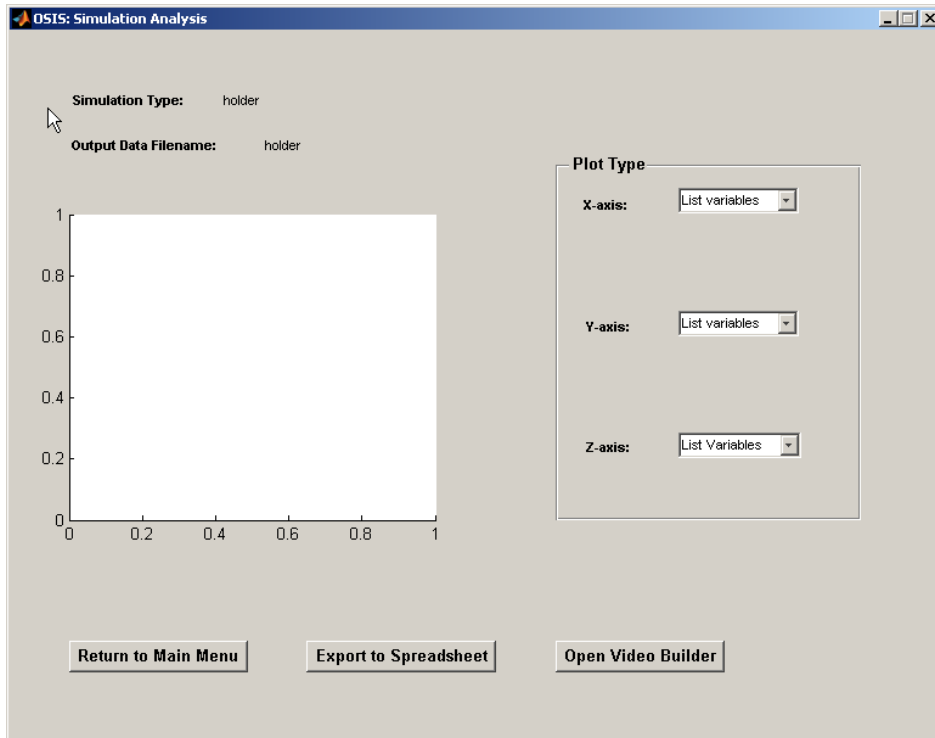 OSIS: Simulation Analysis
Simulation Type: holder
Output Data Filename: holder
Plot Type
X-axis: List variables
Y-axis: List variables
Z-axis: List Variables
1
0.8
0.6
0.4
0.2
0
0 0.2 0.4 0.6 0.8 1
Return to Main Menu Export to Spreadsheet Open Video Builder